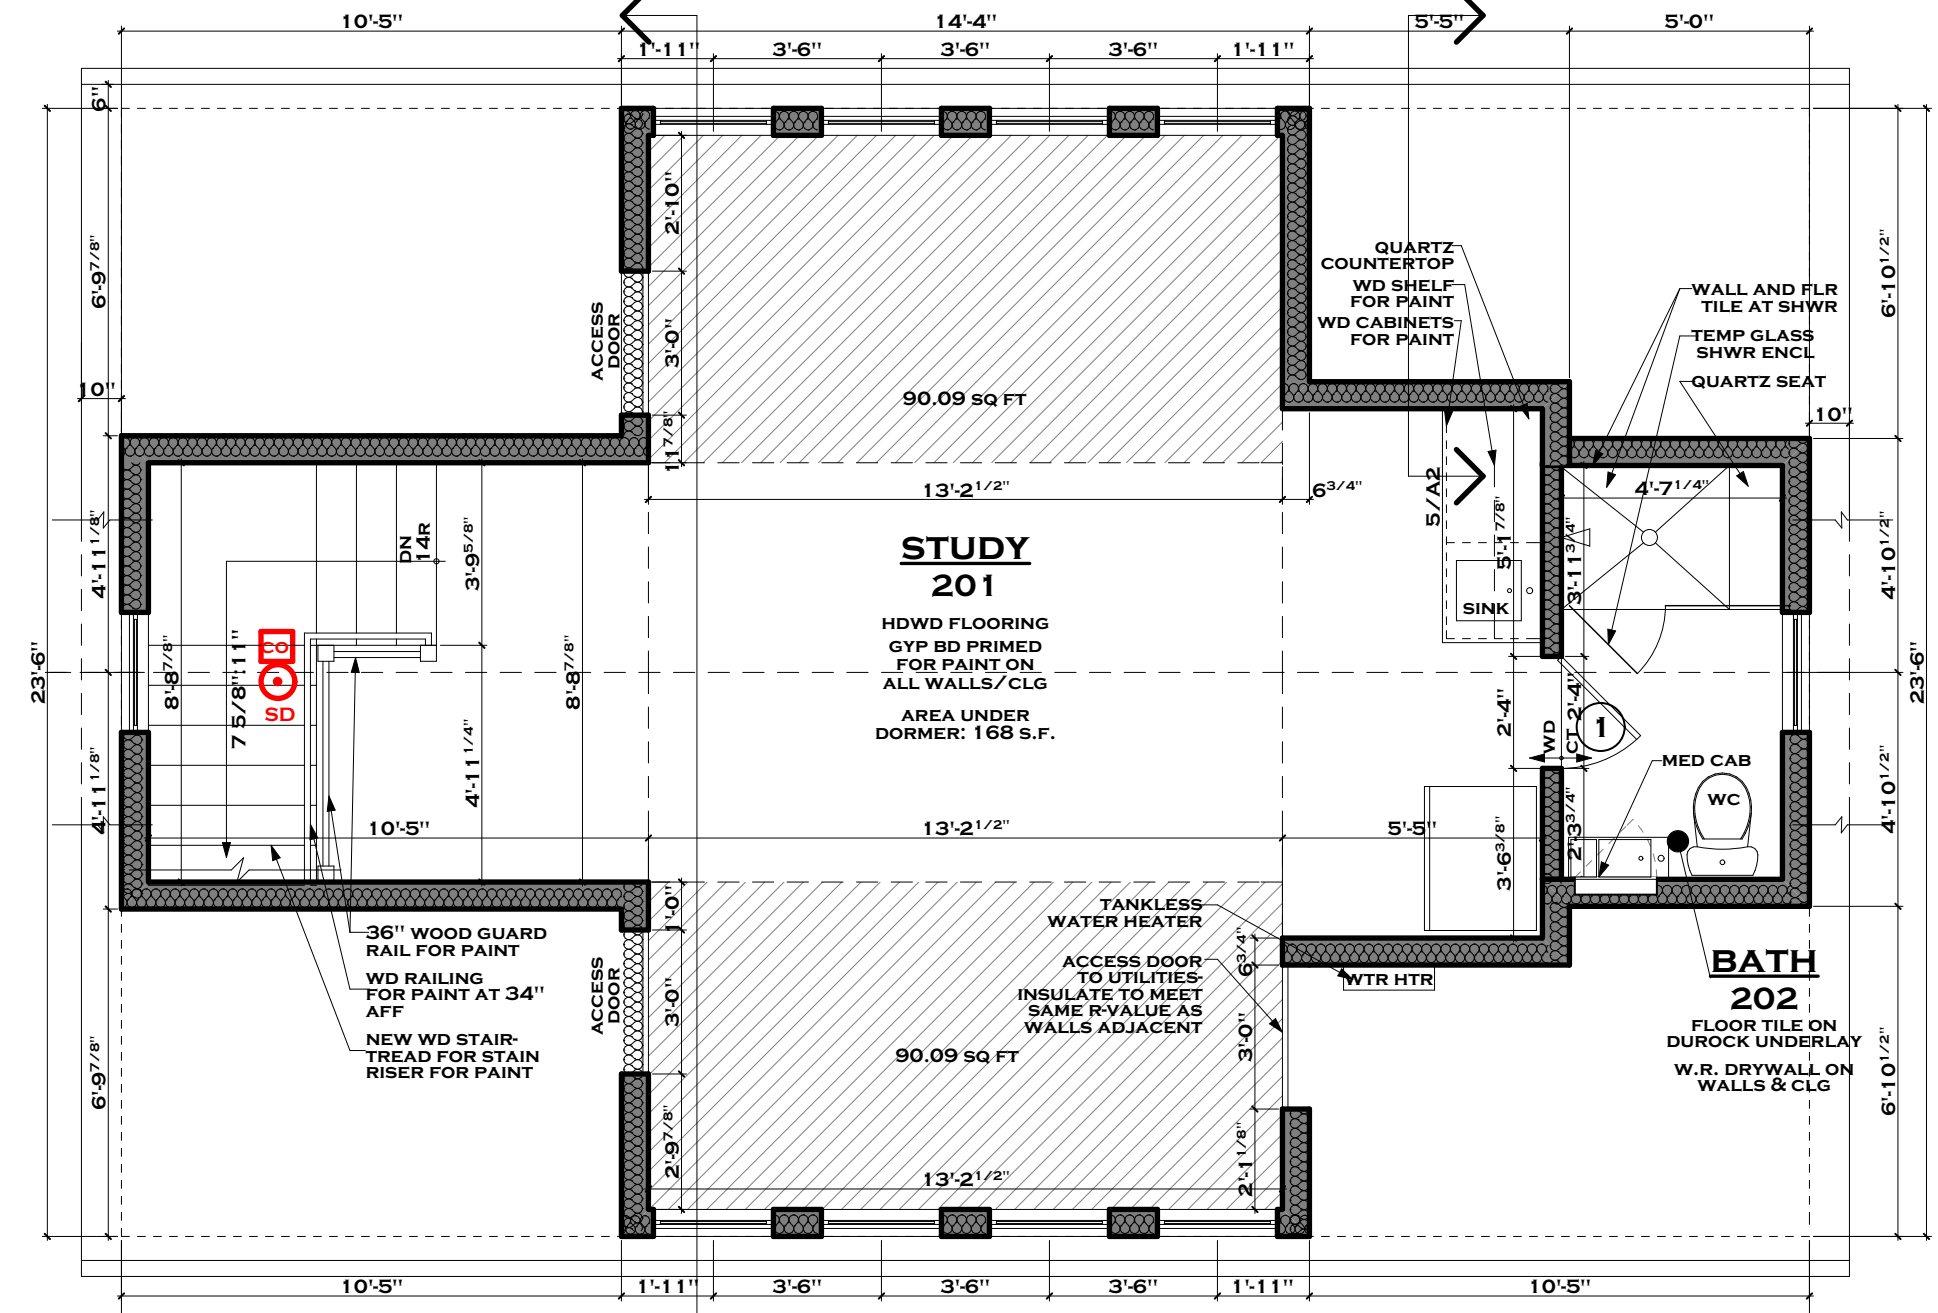 10'-5"
14'-4"
5'-5"
5'-0"
1'-11"
3'-6"
3'-6"
3'-6"
1'-11"
6"
6'-9 7/8"
10"
4'-11 1/8"
23'-6"
4'-11 1/8"
6'-9 7/8"
2'-10"
ACCESS
DOOR
3'-0"
11 7/8"
90.09 SQ FT
QUARTZ
COUNTERTOP
WD SHELF
FOR PAINT
WD CABINETS
FOR PAINT
WALL AND FLR
TILE AT SHWR
TEMP GLASS
SHWR ENCL
QUARTZ SEAT
10"
6'-10 1/2"
4'-10 1/2"
23'-6"
4'-10 1/2"
6'-10 1/2"
13'-2 1/2"
6 3/4"
5/A2
5'-1 7/8"
4'-7 1/4"
3'-11 3/4"
DN
14R
3'-9 5/8"
STUDY
201
HDWD FLOORING
GYP BD PRIMED
FOR PAINT ON
ALL WALLS/CLG
AREA UNDER
DORMER: 168 S.F.
SINK
CO
SD
8'-8 7/8"
7 5/8":11"
8'-8 7/8"
4'-11 1/4"
2'-4"
2'-4"
WD
CT
1
MED CAB
WC
10'-5"
13'-2 1/2"
5'-5"
2'-3 3/4"
3'-6 3/8"
36" WOOD GUARD
RAIL FOR PAINT
WD RAILING
FOR PAINT AT 34"
AFF
NEW WD STAIR-
TREAD FOR STAIN
RISER FOR PAINT
1'-0"
ACCESS
DOOR
3'-0"
2'-9 7/8"
TANKLESS
WATER HEATER
ACCESS DOOR
TO UTILITIES-
INSULATE TO MEET
SAME R-VALUE AS
WALLS ADJACENT
6 3/4"
WTR HTR
3'-0"
2'-1 1/8"
90.09 SQ FT
13'-2 1/2"
BATH
202
FLOOR TILE ON
DUROCK UNDERLAY
W.R. DRYWALL ON
WALLS & CLG
10'-5"
1'-11"
3'-6"
3'-6"
3'-6"
1'-11"
10'-5"